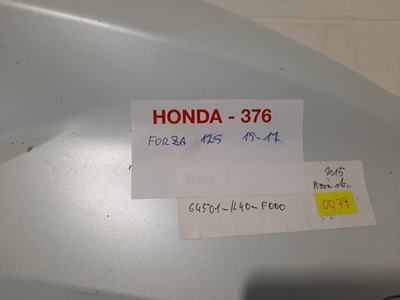 HONDA - 376
FORZA 125 15-17
2015
64501-K40-F000
0079